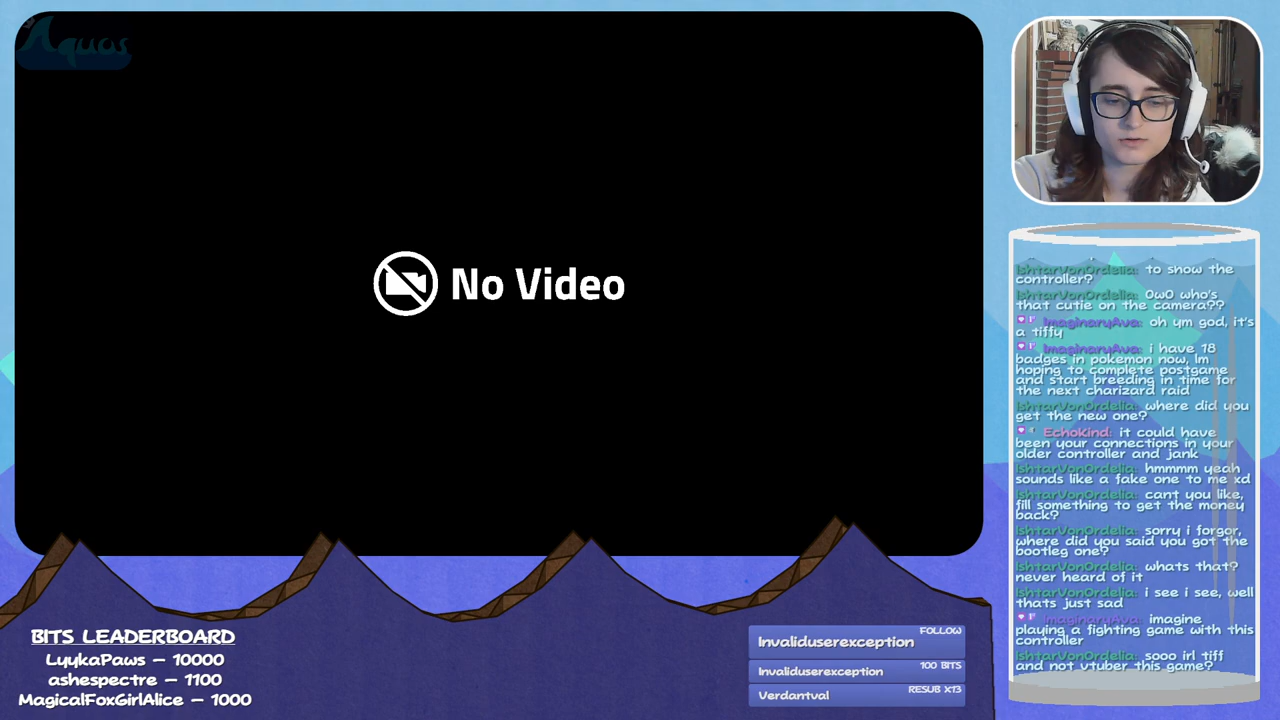 Aquas
No Video
IshtarVonOrdelia: to show the
controller?
IshtarVonOrdelia: OwO who's
that cutie on the camera??
ImaginaryAva: oh ym god, it's
a tiffy
ImaginaryAva: i have 18
badges in pokemon now, Im
hoping to complete postgame
and start breeding in time for
the next charizard raid
IshtarVonOrdelia: where did you
get the new one?
EchoKind: it could have
been your connections in your
older controller and jank
IshtarVonOrdelia: hmmmm yeah
sounds like a fake one to me xd
IshtarVonOrdelia: cant you like,
fill something to get the money
back?
IshtarVonOrdelia: sorry i forgor,
where did you said you got the
bootleg one?
IshtarVonOrdelia: whats that?
never heard of it
IshtarVonOrdelia: i see i see, well
thats just sad
ImaginaryAva: imagine
playing a fighting game with this
controller
IshtarVonOrdelia: sooo irl tiff
and not vtuber this game?
BITS LEADERBOARD
LyykaPaws – 10000
ashespectre – 1100
MagicalFoxGirlAlice – 1000
FOLLOW
Invaliduserexception
100 BITS
Invaliduserexception
RESUB X13
Verdantval